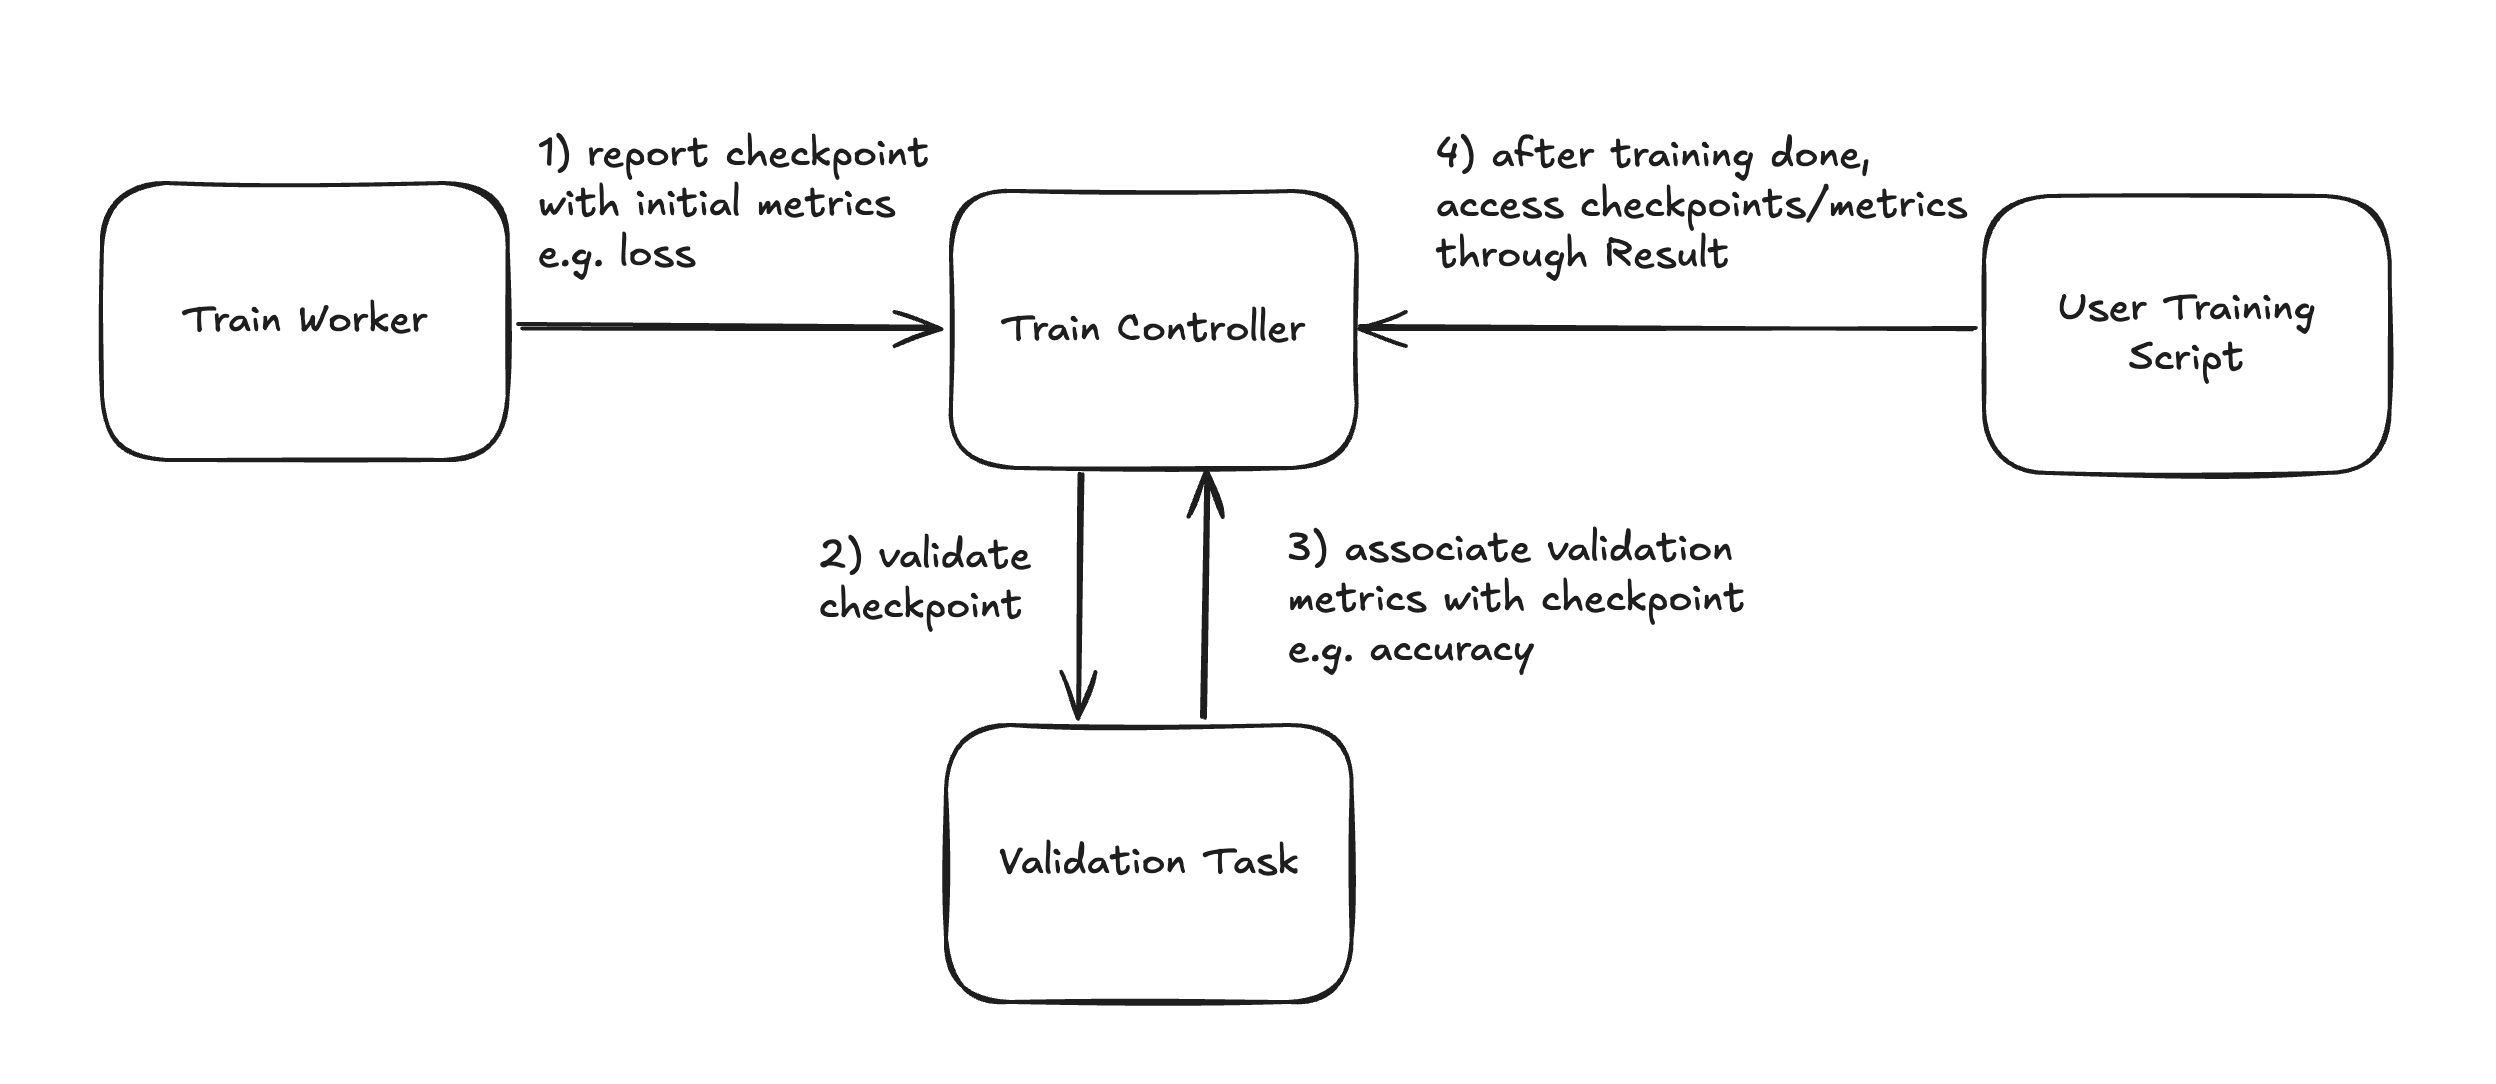 1) report checkpoint
with initial metrics
e.g. loss
4) after training done,
access checkpoints/metrics
through Result
Train Worker
Train Controller
User Training
Script
2) validate
checkpoint
3) associate validation
metrics with checkpoint
e.g. accuracy
Validation Task